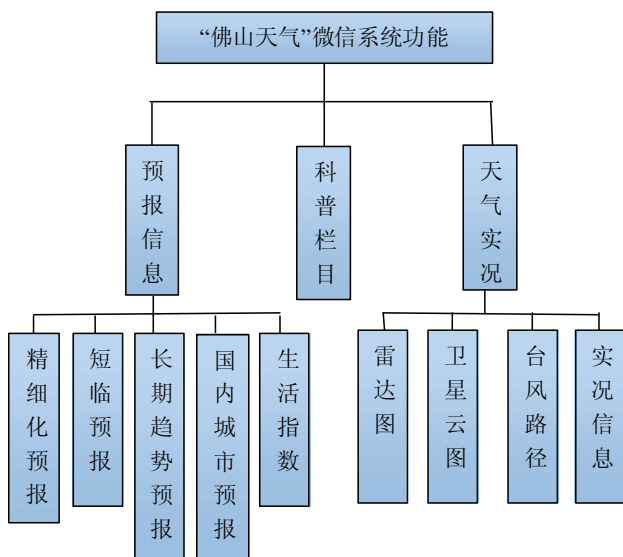 “佛山天气”微信系统功能
预报信息
科普栏目
天气实况
精细化预报
短临预报
长期趋势预报
国内城市预报
生活指数
雷达图
卫星云图
台风路径
实况信息